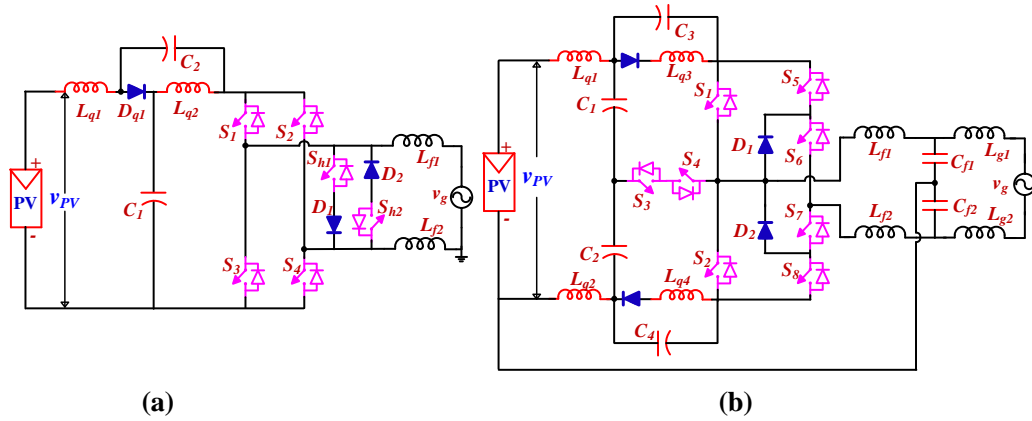 C2
Lq1
Dq1
Lq2
S1
S2
Sh1
D2
Lf1
+
PV
-
vPV
vg
C1
D1
Sh2
Lf2
S3
S4
(a)
C3
Lq1
Lq3
S5
C1
S1
D1
S6
Lf1
Cf1
Lg1
+
PV
-
vPV
S4
S3
vg
Lf2
Cf2
Lg2
C2
D2
S7
S2
S8
Lq2
Lq4
C4
(b)